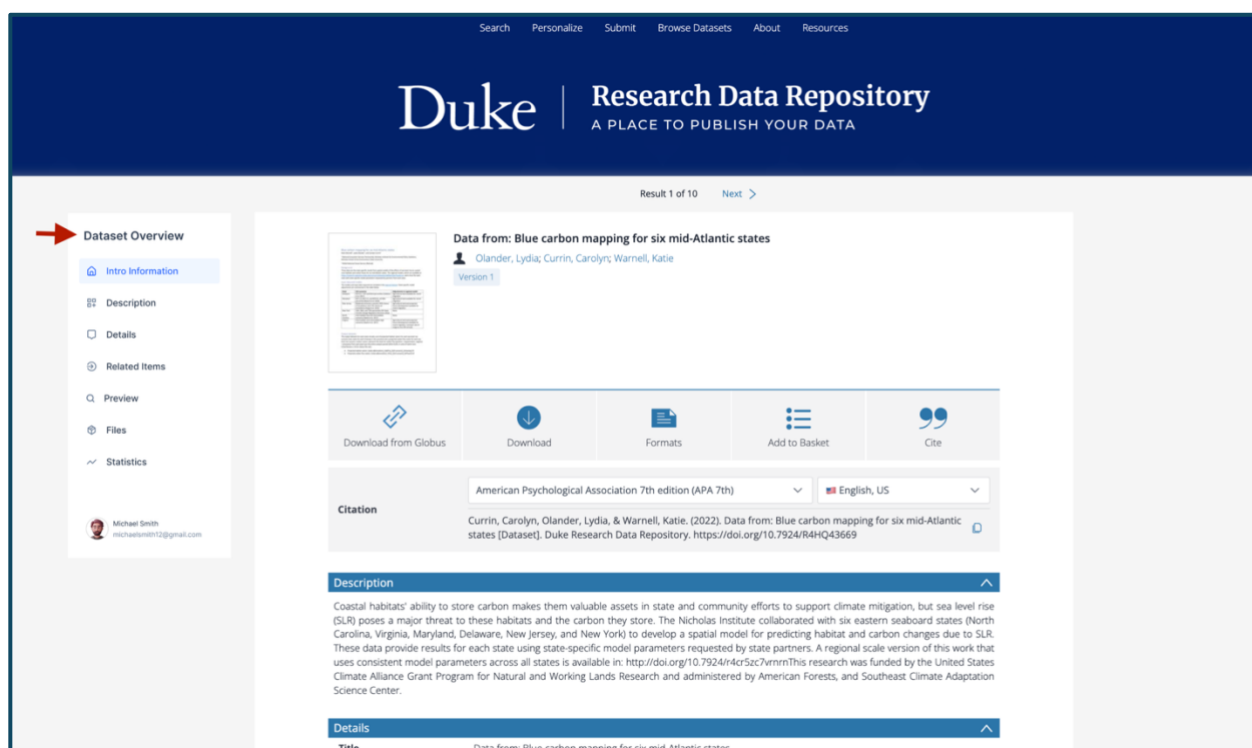 Search Personalize Submit Browse Datasets About Resources
Duke | Research Data Repository
A PLACE TO PUBLISH YOUR DATA
Result 1 of 10 Next >
Dataset Overview
Intro Information
Description
Details
Related Items
Preview
Files
Statistics
Michael Smith
michaelsmith12@gmail.com
Data from: Blue carbon mapping for six mid-Atlantic states
Olander, Lydia; Currin, Carolyn; Warnell, Katie
Version 1
Download from Globus
Download
Formats
Add to Basket
Cite
Citation
American Psychological Association 7th edition (APA 7th)
English, US
Currin, Carolyn, Olander, Lydia, & Warnell, Katie. (2022). Data from: Blue carbon mapping for six mid-Atlantic
states [Dataset]. Duke Research Data Repository. https://doi.org/10.7924/R4HQ43669
Description
Coastal habitats' ability to store carbon makes them valuable assets in state and community efforts to support climate mitigation, but sea level rise
(SLR) poses a major threat to these habitats and the carbon they store. The Nicholas Institute collaborated with six eastern seaboard states (North
Carolina, Virginia, Maryland, Delaware, New Jersey, and New York) to develop a spatial model for predicting habitat and carbon changes due to SLR.
These data provide results for each state using state-specific model parameters requested by state partners. A regional scale version of this work that
uses consistent model parameters across all states is available in: http://doi.org/10.7924/r4cr5zc7vrnrnThis research was funded by the United States
Climate Alliance Grant Program for Natural and Working Lands Research and administered by American Forests, and Southeast Climate Adaptation
Science Center.
Details
Title Data from: Blue carbon mapping for six mid-Atlantic states